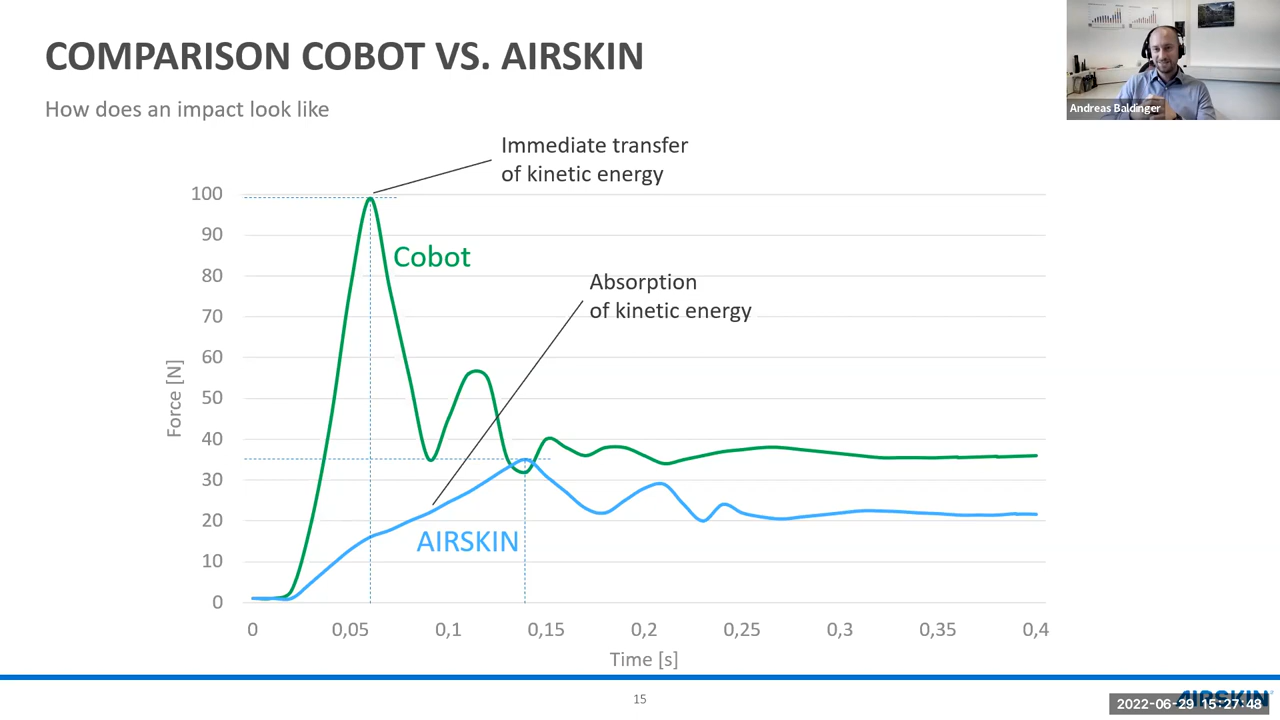 COMPARISON COBOT VS. AIRSKIN
How does an impact look like
Andreas Baldinger
Immediate transfer
of kinetic energy
Cobot
Absorption
of kinetic energy
AIRSKIN
Force [N]
100
90
80
70
60
50
40
30
20
10
0
0 0,05 0,1 0,15 0,2 0,25 0,3 0,35 0,4
Time [s]
15
AIRSKIN
2022-06-29 15:27:48